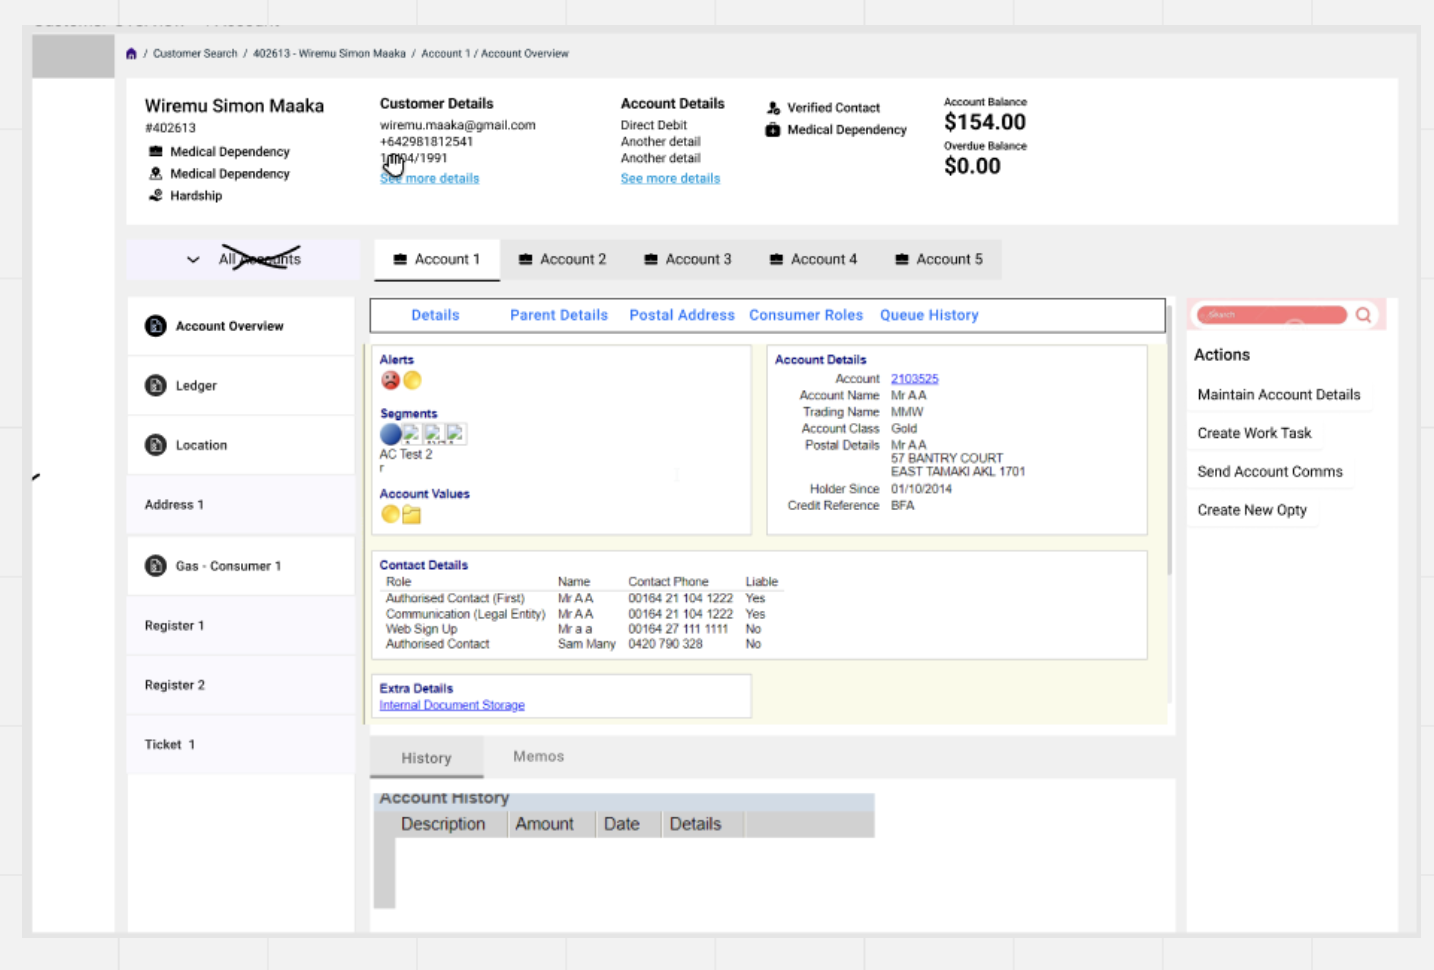 / Customer Search / 402613 - Wiremu Simon Maaka / Account 1 / Account Overview
Wiremu Simon Maaka
#402613
Medical Dependency
Medical Dependency
Hardship
Customer Details
wiremu.maaka@gmail.com
+642981812541
04/1991
See more details
Account Details
Direct Debit
Another detail
Another detail
See more details
Verified Contact
Medical Dependency
Account Balance
$154.00
Overdue Balance
$0.00
All Accounts
Account 1
Account 2
Account 3
Account 4
Account 5
Account Overview
Ledger
Location
Address 1
Gas - Consumer 1
Register 1
Register 2
Ticket 1
Details Parent Details Postal Address Consumer Roles Queue History
Alerts
Segments
AC Test 2
r
Account Values
Account Details
Account 2103525
Account Name Mr A A
Trading Name MMW
Account Class Gold
Postal Details Mr A A
57 BANTRY COURT
EAST TAMAKI AKL 1701
Holder Since 01/10/2014
Credit Reference BFA
Contact Details
Role Name Contact Phone Liable
Authorised Contact (First) Mr A A 00164 21 104 1222 Yes
Communication (Legal Entity) Mr A A 00164 21 104 1222 Yes
Web Sign Up Mr a a 00164 27 111 1111 No
Authorised Contact Sam Many 0420 790 328 No
Extra Details
Internal Document Storage
History
Memos
Account History
Description Amount Date Details
Search
Actions
Maintain Account Details
Create Work Task
Send Account Comms
Create New Opty